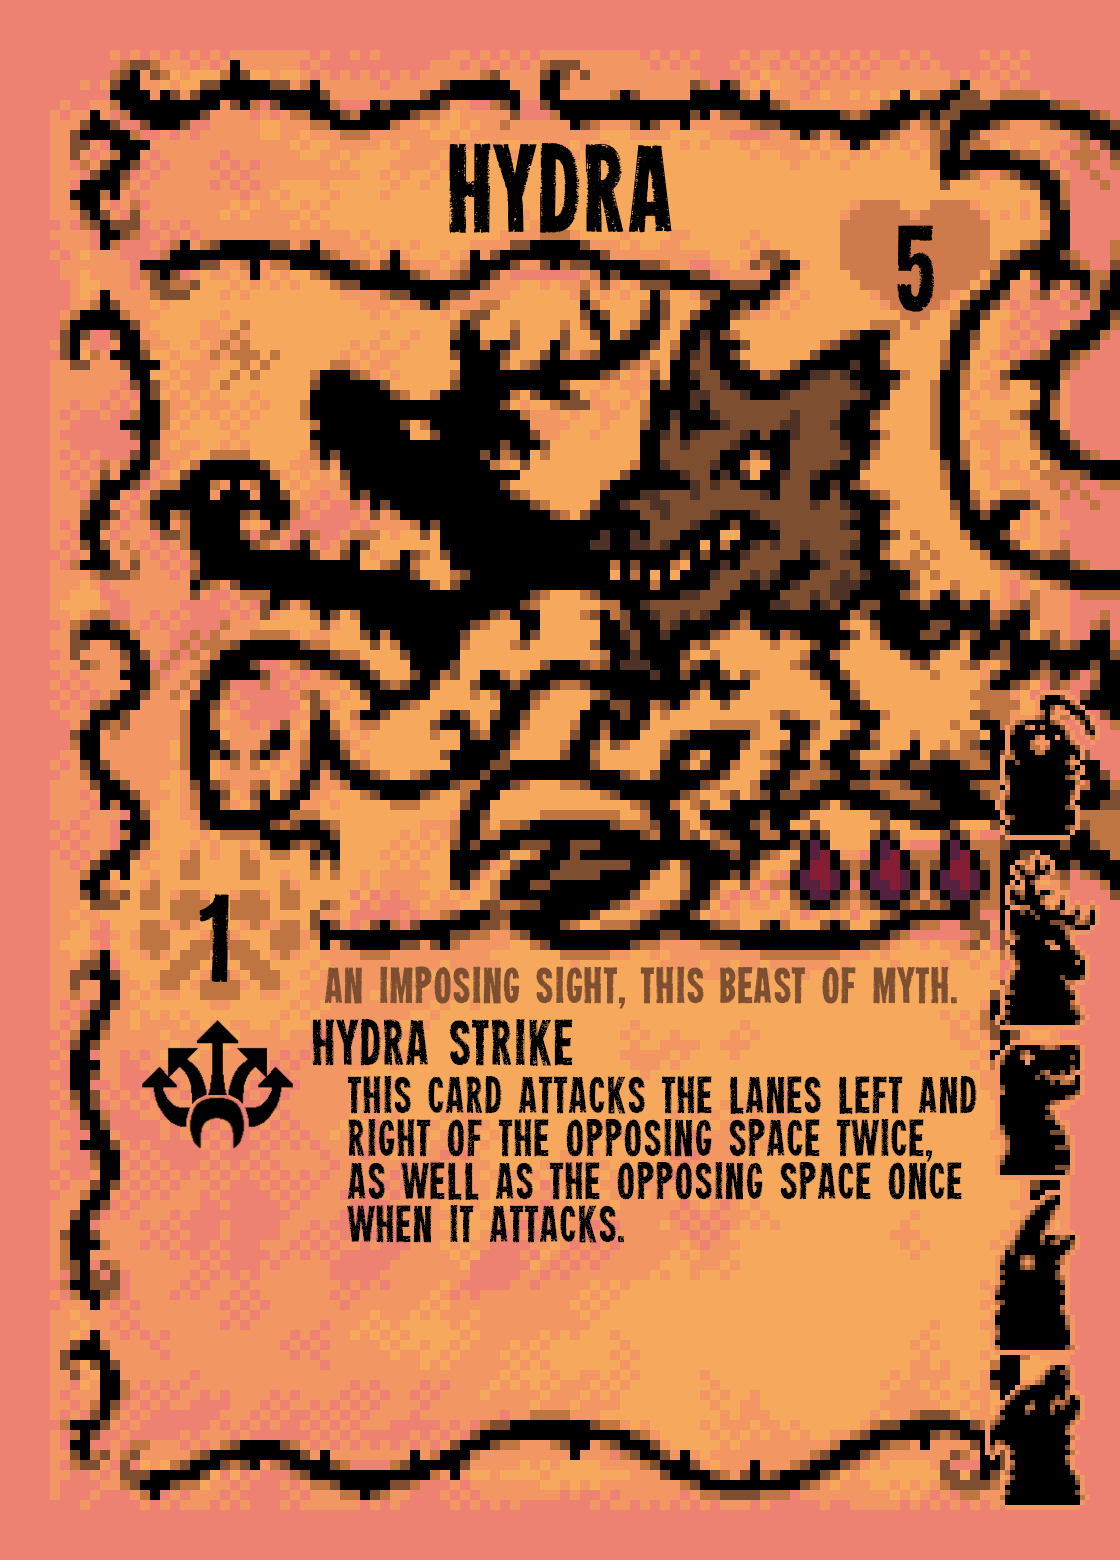 HYDRA
5
1
AN IMPOSING SIGHT, THIS BEAST OF MYTH.
HYDRA STRIKE
THIS CARD ATTACKS THE LANES LEFT AND
RIGHT OF THE OPPOSING SPACE TWICE,
AS WELL AS THE OPPOSING SPACE ONCE
WHEN IT ATTACKS.